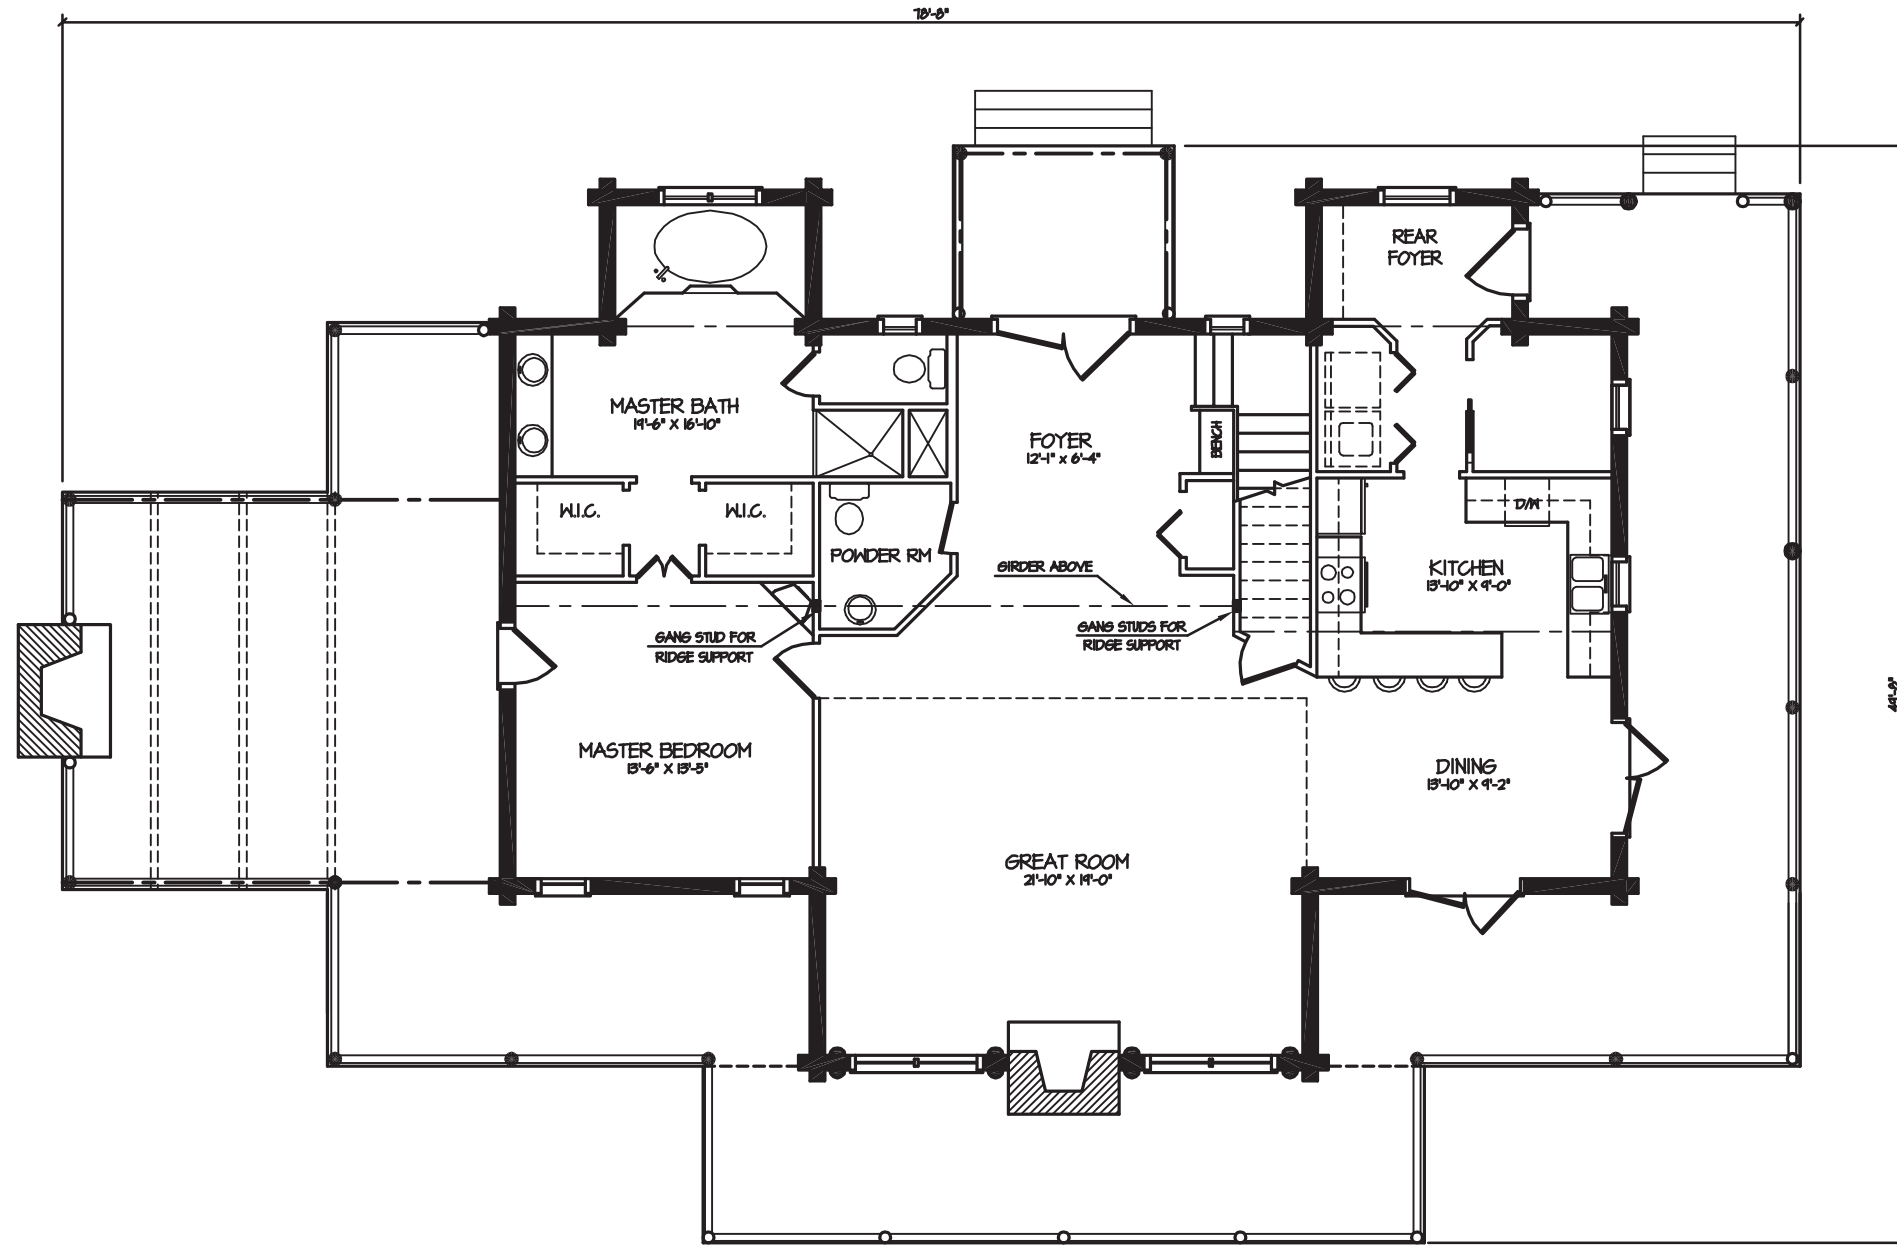 78'-8"
REAR
FOYER
MASTER BATH
19'-6" X 16'-10"
FOYER
12'-1" x 6'-4"
BENCH
W.I.C.
W.I.C.
D/W
POWDER RM
GIRDER ABOVE
KITCHEN
13'-10" X 9'-0"
GANG STUD FOR
RIDGE SUPPORT
GANG STUDS FOR
RIDGE SUPPORT
MASTER BEDROOM
13'-6" X 13'-5"
DINING
13'-10" X 9'-2"
GREAT ROOM
21'-10" X 19'-0"